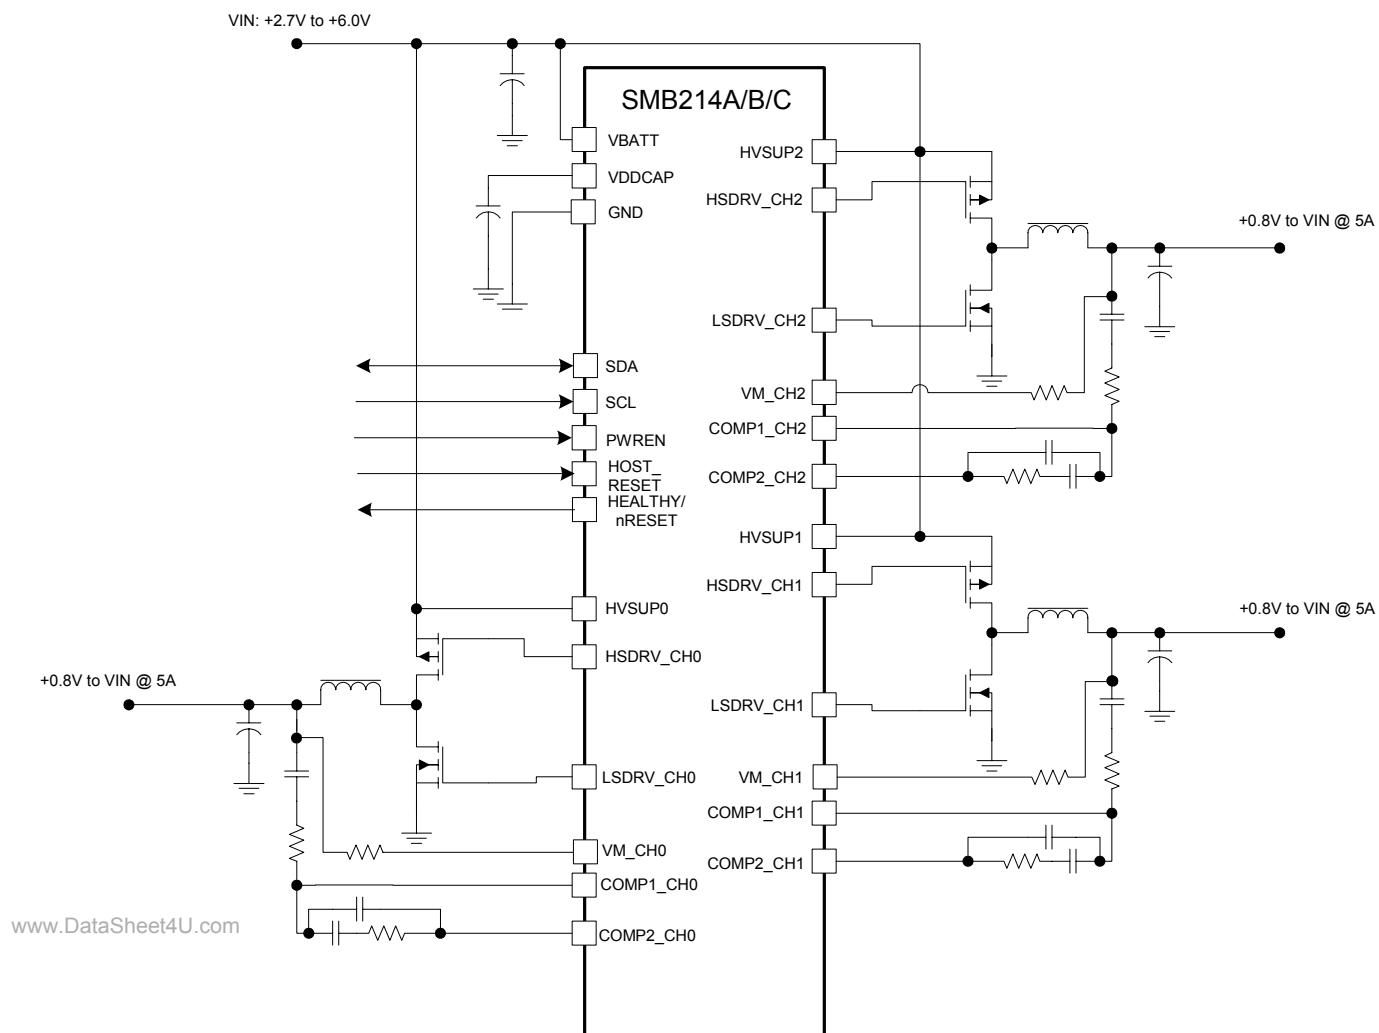 VIN: +2.7V to +6.0V
SMB214A/B/C
VBATT
VDDCAP
GND
SDA
SCL
PWREN
HOST_
RESET
HEALTHY/
nRESET
HVSUP0
HSDRV_CH0
LSDRV_CH0
VM_CH0
COMP1_CH0
COMP2_CH0
HVSUP2
HSDRV_CH2
LSDRV_CH2
VM_CH2
COMP1_CH2
COMP2_CH2
HVSUP1
HSDRV_CH1
LSDRV_CH1
VM_CH1
COMP1_CH1
COMP2_CH1
+0.8V to VIN @ 5A
+0.8V to VIN @ 5A
+0.8V to VIN @ 5A
www.DataSheet4U.com